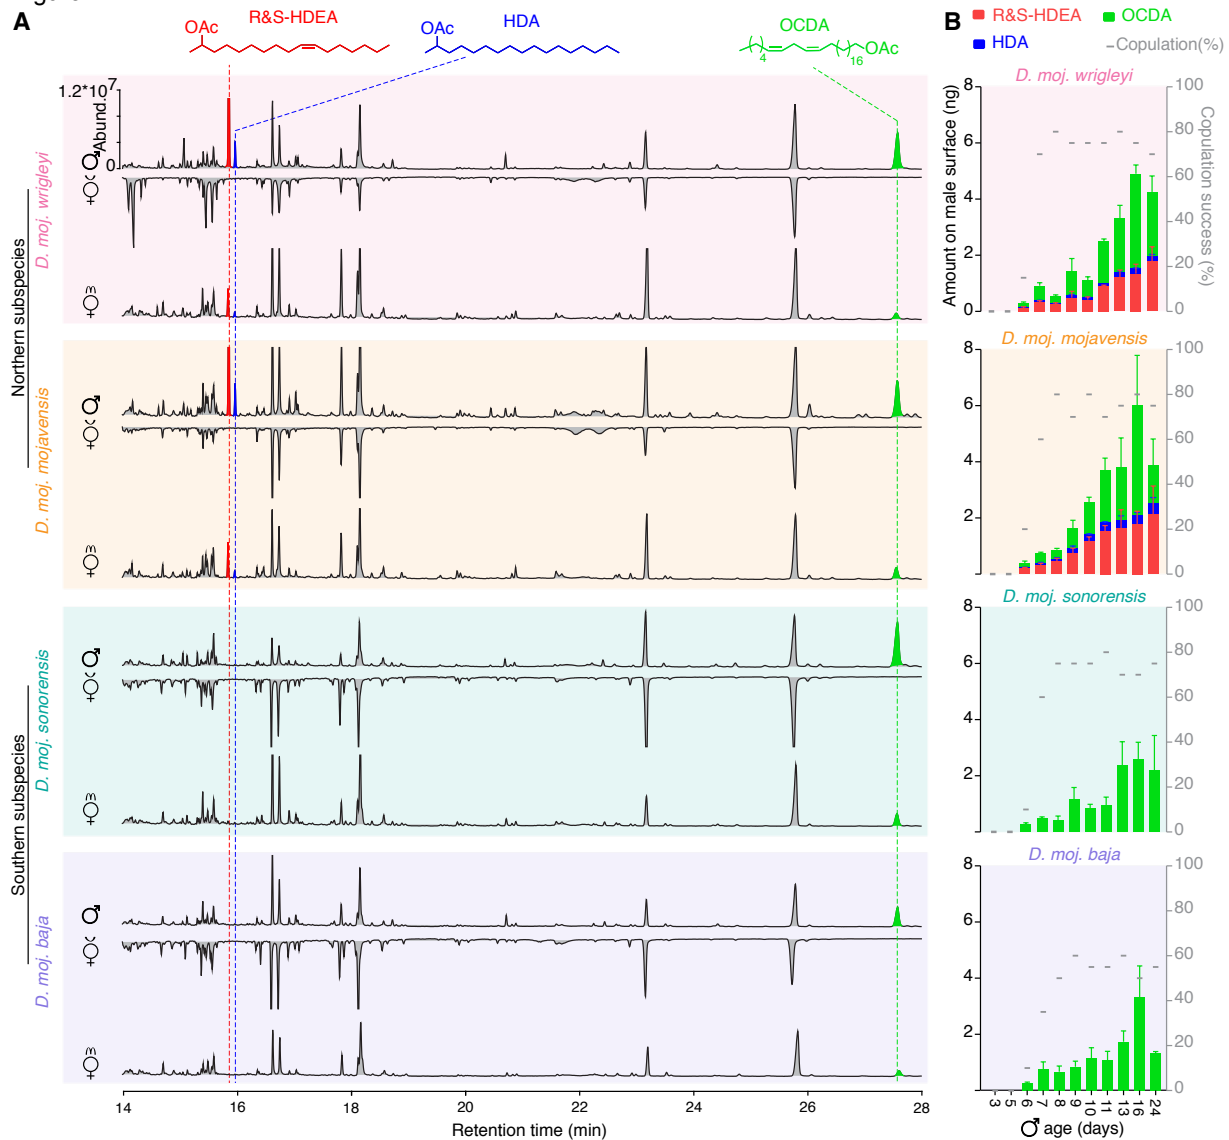 A
R&S-HDEA
HDA
OCDA
OAc
OAc
4
16
OAc
B
R&S-HDEA
OCDA
HDA
Copulation(%)
1.2*10^7
Abund.
0
♂
♀
♀
D. moj. wrigleyi
Northern subspecies
♂
♀
♀
D. moj. mojavensis
♂
♀
♀
D. moj. sonorensis
Southern subspecies
♂
♀
♀
D. moj. baja
14 16 18 20 22 24 26 28
Retention time (min)
D. moj. wrigleyi
Amount on male surface (ng)
Copulation success (%)
8 6 4 2 0
100 80 60 40 20 0
D. moj. mojavensis
8 6 4 2
100 80 60 40 20 0
D. moj. sonorensis
8 6 4 2
100 80 60 40 20 0
D. moj. baja
8 6 4 2
100 80 60 40 20 0
3 5 6 7 8 9 10 11 13 16 24
♂ age (days)